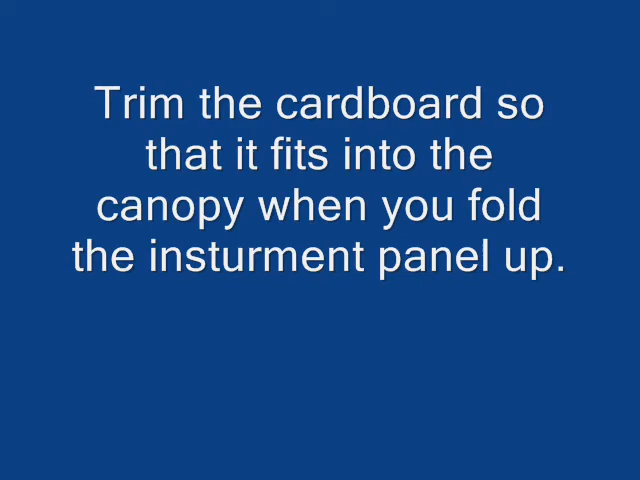 Trim the cardboard so
that it fits into the
canopy when you fold
the insturment panel up.